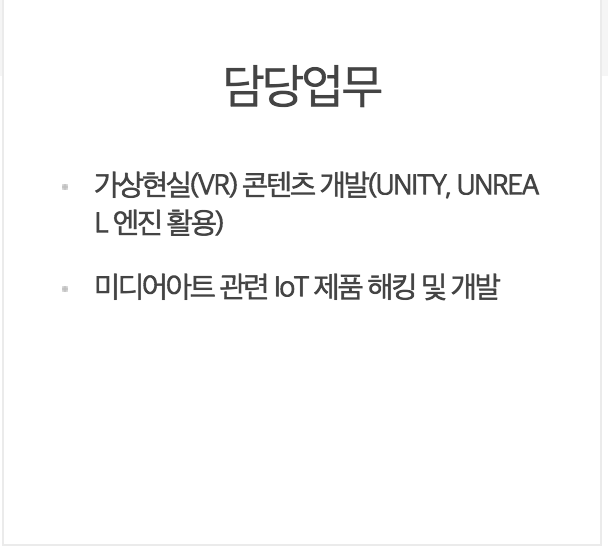 담당업무
가상현실(VR) 콘텐츠 개발(UNITY, UNREA
L 엔진 활용)
미디어아트 관련 IoT 제품 해킹 및 개발